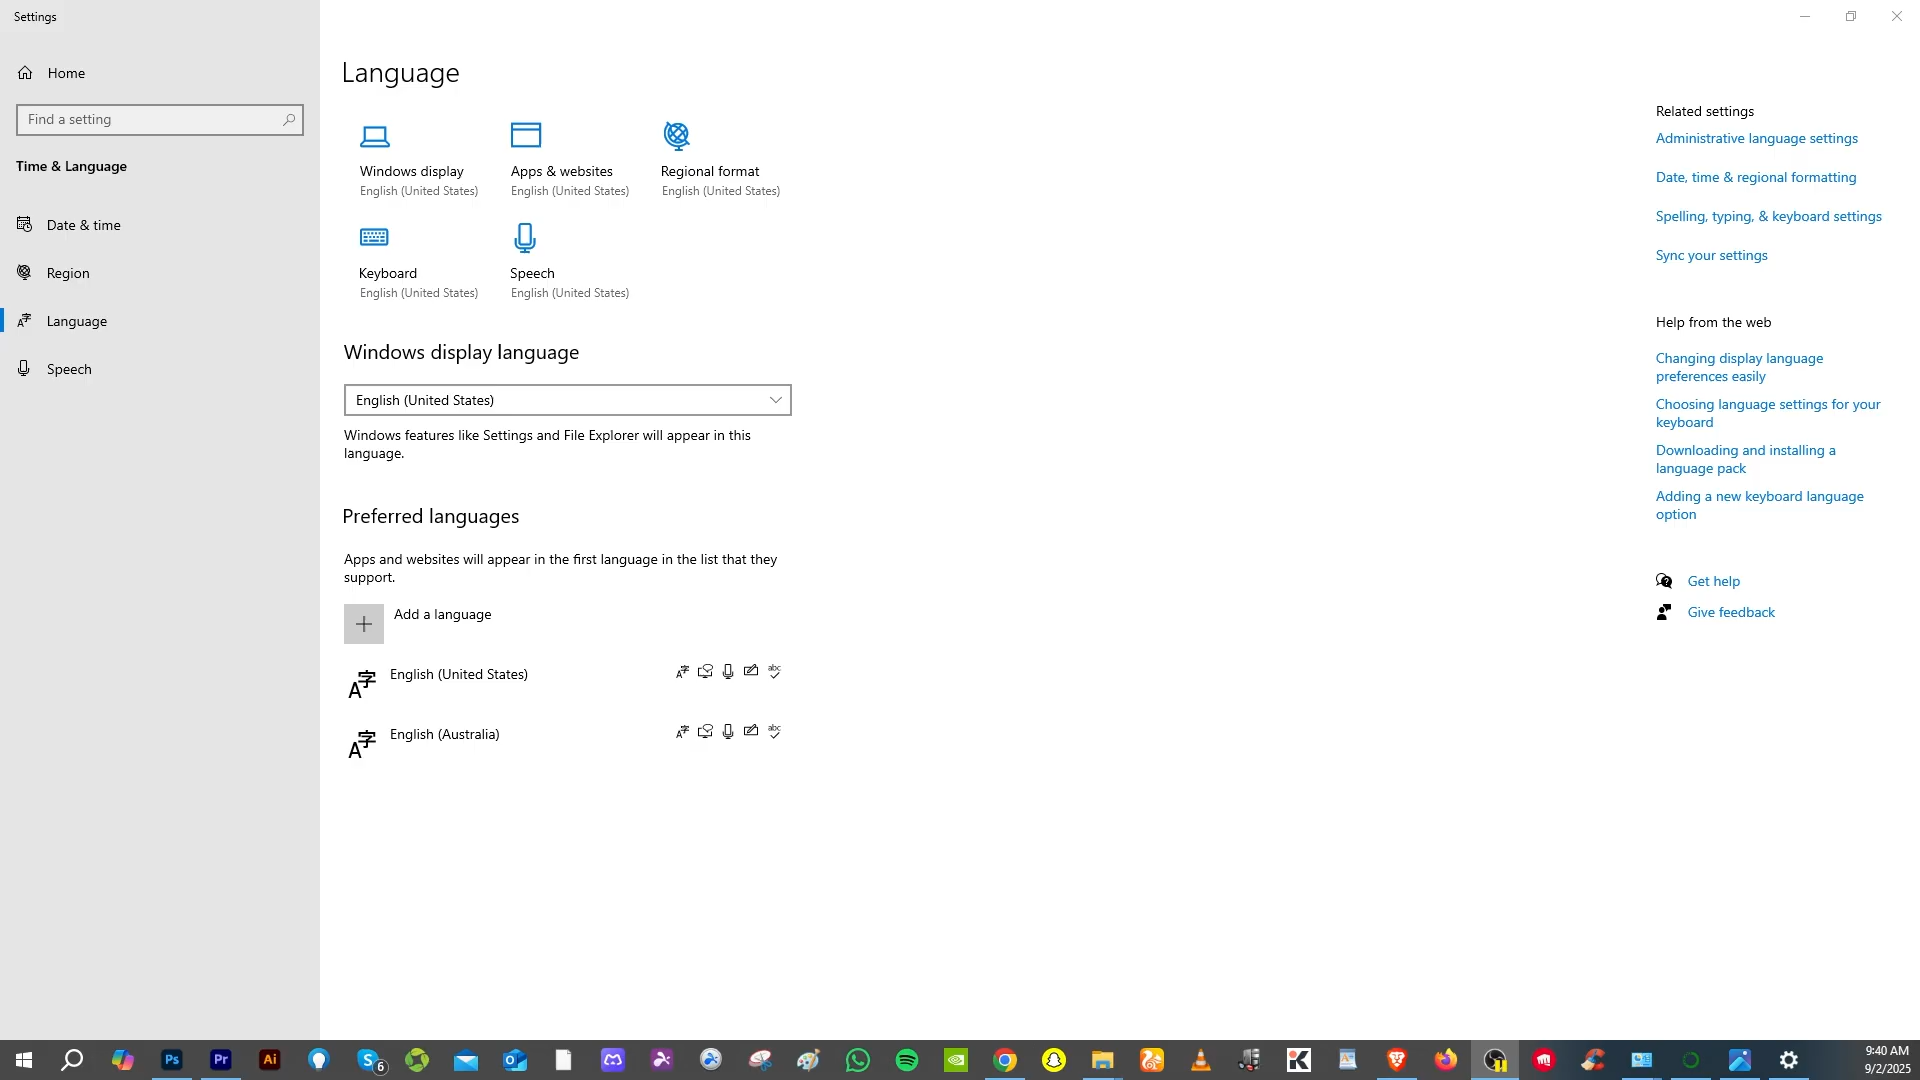 Settings
Home
Find a setting
Time & Language
Date & time
Region
Language
Speech
Language
Windows display
English (United States)
Apps & websites
English (United States)
Regional format
English (United States)
Keyboard
English (United States)
Speech
English (United States)
Windows display language
English (United States)
Windows features like Settings and File Explorer will appear in this
language.
Preferred languages
Apps and websites will appear in the first language in the list that they
support.
Add a language
English (United States)
English (Australia)
Related settings
Administrative language settings
Date, time & regional formatting
Spelling, typing, & keyboard settings
Sync your settings
Help from the web
Changing display language
preferences easily
Choosing language settings for your
keyboard
Downloading and installing a
language pack
Adding a new keyboard language
option
Get help
Give feedback
Ps
Pr
Ai
S
6
9:40 AM
9/2/2025